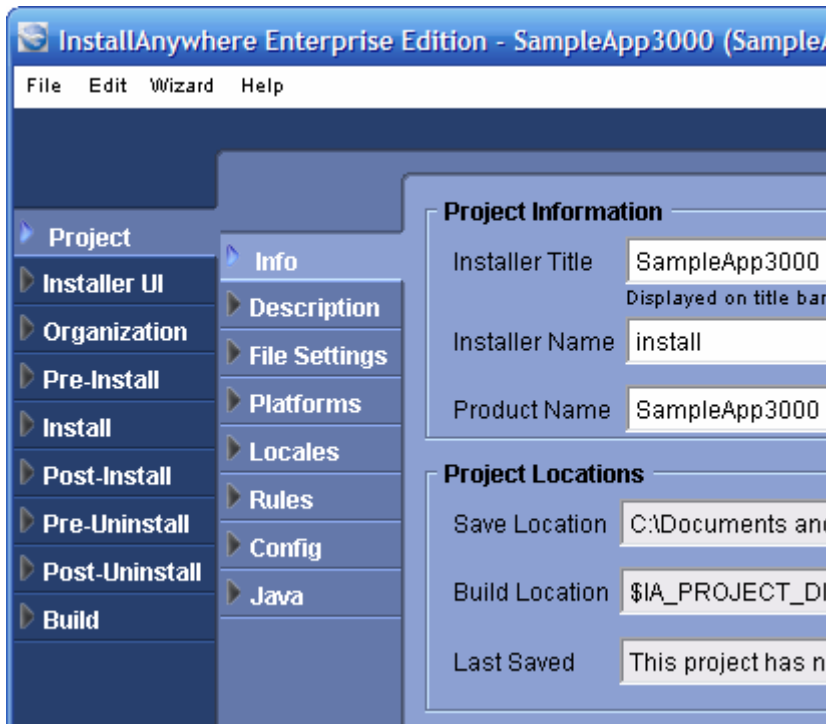 InstallAnywhere Enterprise Edition - SampleApp3000 (Sample
File Edit Wizard Help
Project
Installer UI
Organization
Pre-Install
Install
Post-Install
Pre-Uninstall
Post-Uninstall
Build
Info
Description
File Settings
Platforms
Locales
Rules
Config
Java
Project Information
Installer Title SampleApp3000
Displayed on title bar
Installer Name install
Product Name SampleApp3000
Project Locations
Save Location C:\Documents and
Build Location $IA_PROJECT_DI
Last Saved This project has n